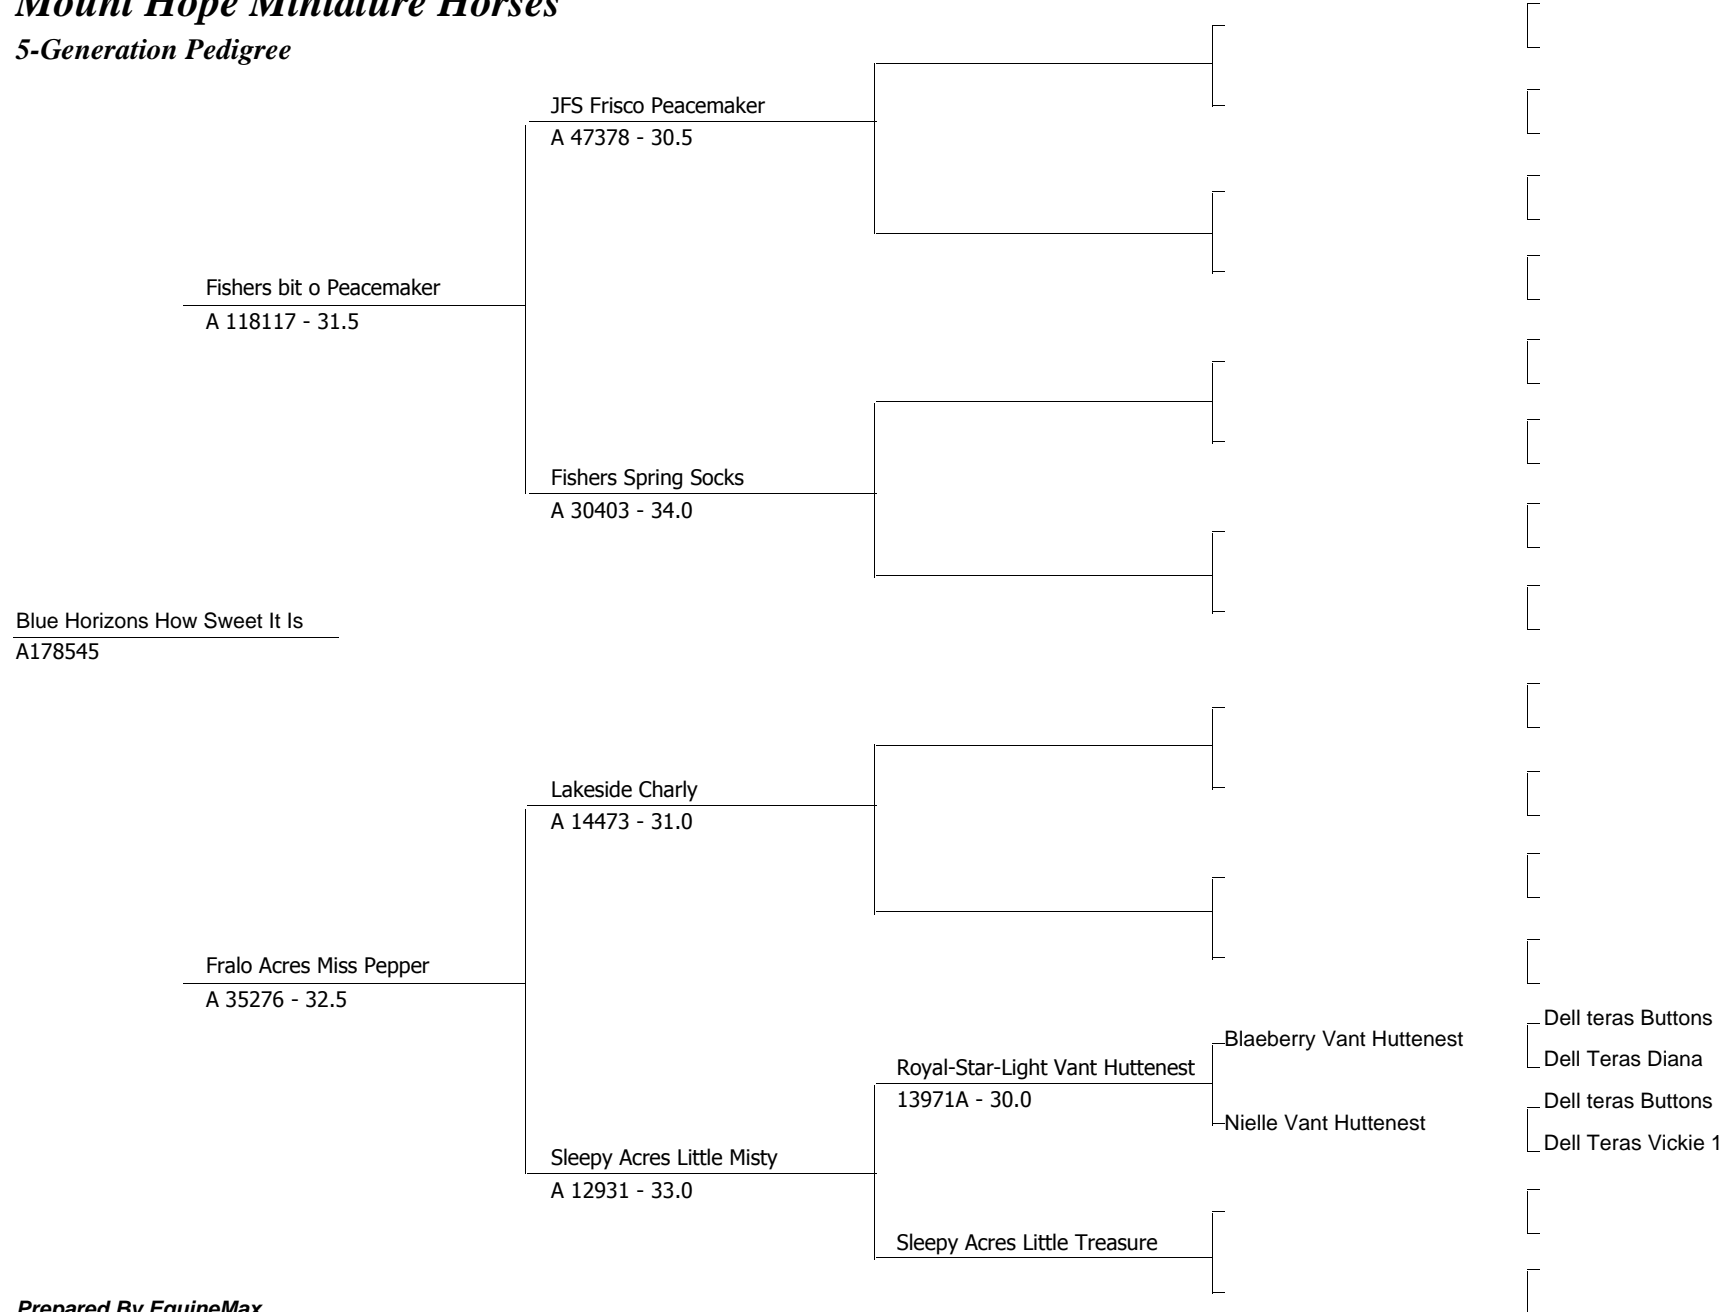 Mount Hope Miniature Horses
5-Generation Pedigree
JFS Frisco Peacemaker
A 47378 - 30.5
Fishers bit o Peacemaker
A 118117 - 31.5
Fishers Spring Socks
A 30403 - 34.0
Blue Horizons How Sweet It Is
A178545
Lakeside Charly
A 14473 - 31.0
Fralo Acres Miss Pepper
A 35276 - 32.5
Royal-Star-Light Vant Huttenest
13971A - 30.0
Blaeberry Vant Huttenest
Dell teras Buttons
Dell Teras Diana
Nielle Vant Huttenest
Dell teras Buttons
Dell Teras Vickie 1
Sleepy Acres Little Misty
A 12931 - 33.0
Sleepy Acres Little Treasure
Prepared By EquineMax